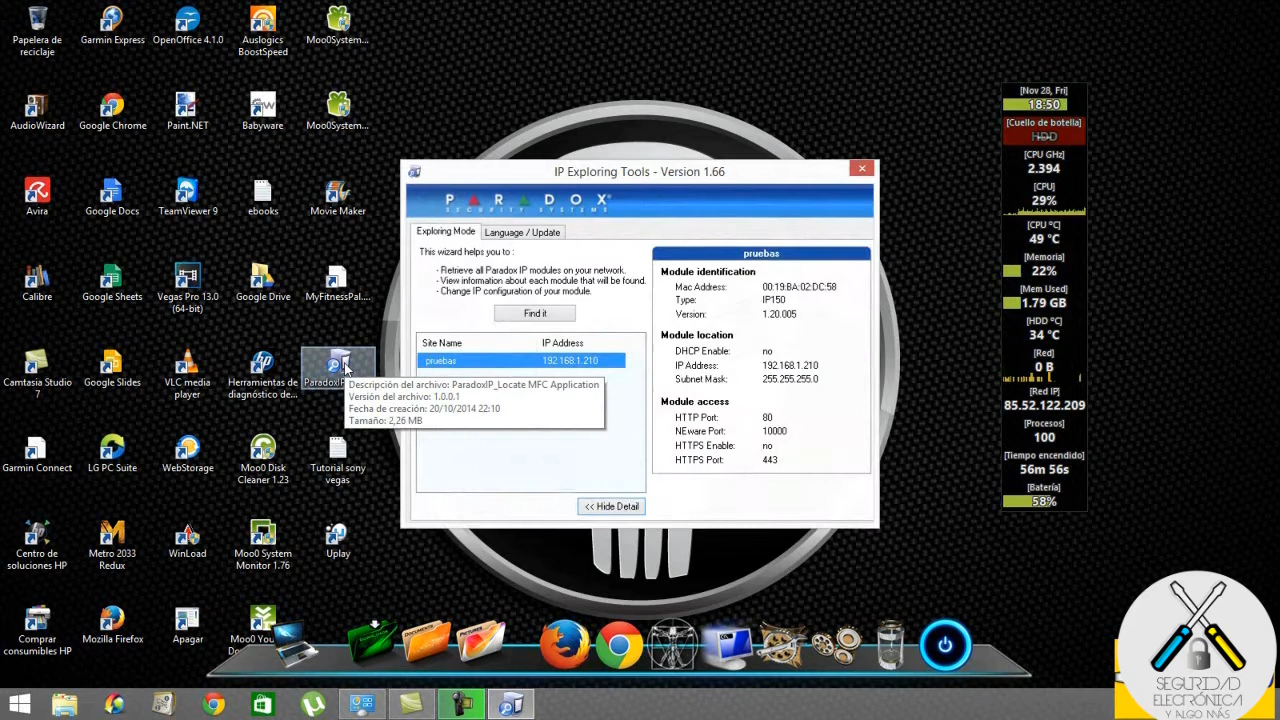 Papelera de
reciclaje
Garmin Express
OpenOffice 4.1.0
Auslogics
BoostSpeed
Moo0System...
AudioWizard
Google Chrome
Paint.NET
Babyware
Moo0System...
Avira
Google Docs
TeamViewer 9
ebooks
Movie Maker
Calibre
Google Sheets
Vegas Pro 13.0
(64-bit)
Google Drive
MyFitnessPal....
Camtasia Studio
7
Google Slides
VLC media
player
Herramientas de
diagnóstico de...
Garmin Connect
LG PC Suite
WebStorage
Moo0 Disk
Cleaner 1.23
Tutorial sony
vegas
Centro de
soluciones HP
Metro 2033
Redux
WinLoad
Moo0 System
Monitor 1.76
Uplay
Comprar
consumibles HP
Mozilla Firefox
Apagar
Descripción del archivo: ParadoxIP_Locate MFC Application
Versión del archivo: 1.0.0.1
Fecha de creación: 20/10/2014 22:10
Tamaño: 2,26 MB
IP Exploring Tools - Version 1.66
PARADOX
SECURITY SYSTEMS
Exploring Mode
Language / Update
This wizard helps you to :
- Retrieve all Paradox IP modules on your network.
- View information about each module that will be found.
- Change IP configuration of your module.
Find it
Site Name IP Address
pruebas 192.168.1.210
<< Hide Detail
pruebas
Module identification
Mac Address: 00:19:BA:02:DC:58
Type: IP150
Version: 1.20.005
Module location
DHCP Enable: no
IP Address: 192.168.1.210
Subnet Mask: 255.255.255.0
Module access
HTTP Port: 80
NEware Port: 10000
HTTPS Enable: no
HTTPS Port: 443
[Nov 28, Fri]
18:50
[Cuello de botella]
HDD
[CPU GHz]
2.394
[CPU]
29%
[CPU ºC]
49 °C
[Memoria]
22%
[Mem Used]
1.79 GB
[HDD ºC]
34 °C
[Red]
0 B
[Red IP]
85.52.122.209
[Procesos]
100
[Tiempo encendido]
56m 56s
[Batería]
58%
DOCUMENTS
PICTURES
SEGURIDAD
ELECTRÓNICA
Y ALGO MÁS